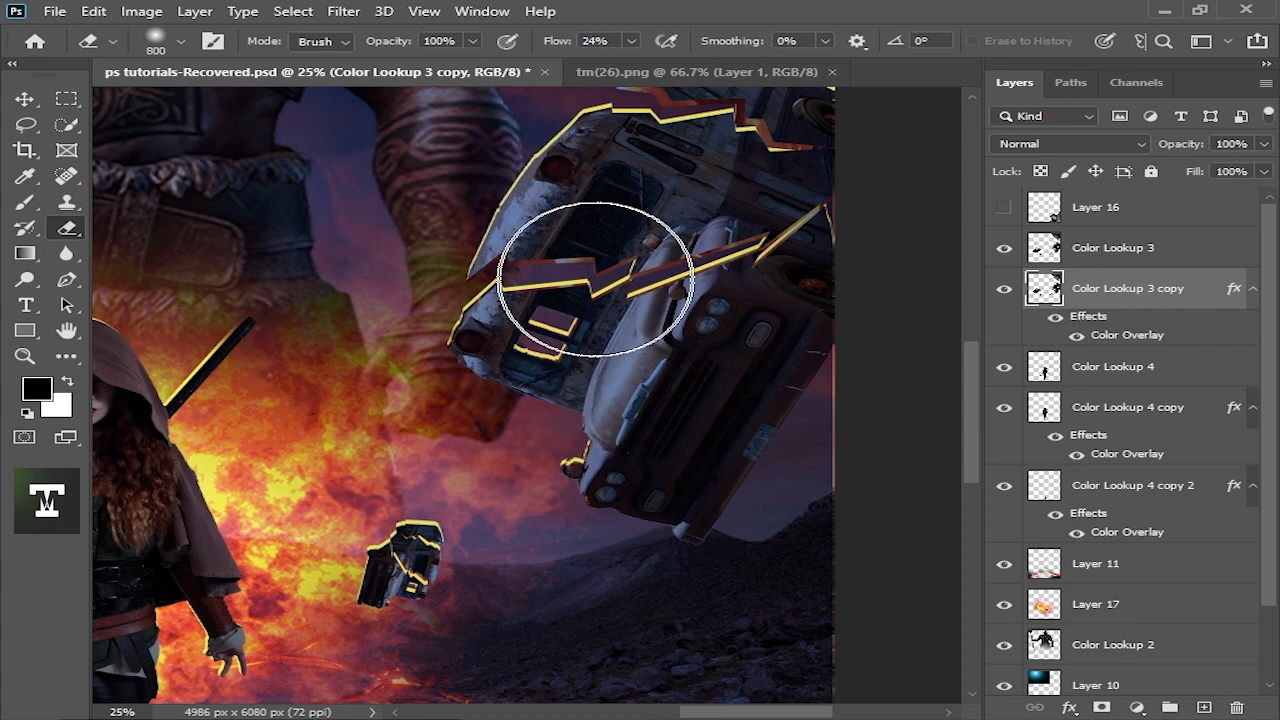 Ps File Edit Image Layer Type Select Filter 3D View Window Help
800 Mode: Brush Opacity: 100% Flow: 24% Smoothing: 0% 0° Erase to History
ps tutorials-Recovered.psd @ 25% (Color Lookup 3 copy, RGB/8) * × tm(26).png @ 66.7% (Layer 1, RGB/8) ×
Layers Paths Channels
Kind
Normal Opacity: 100%
Lock: Fill: 100%
Layer 16
Color Lookup 3
Color Lookup 3 copy fx
Effects
Color Overlay
Color Lookup 4
Color Lookup 4 copy fx
Effects
Color Overlay
Color Lookup 4 copy 2 fx
Effects
Color Overlay
Layer 11
Layer 17
Color Lookup 2
Layer 10
TM
25% 4986 px x 6080 px (72 ppi)
fx